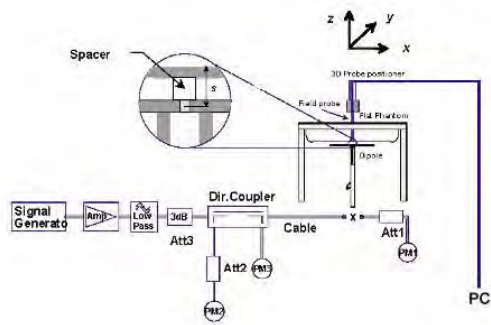 z
y
x
Spacer
s
3D Probe positioner
Field probe
Flat Phantom
Dipole
Signal
Generato
Amp
Low
Pass
3dB
Att3
Dir.Coupler
Att2
PM2
PM3
Cable
x
Att1
PM1
PC